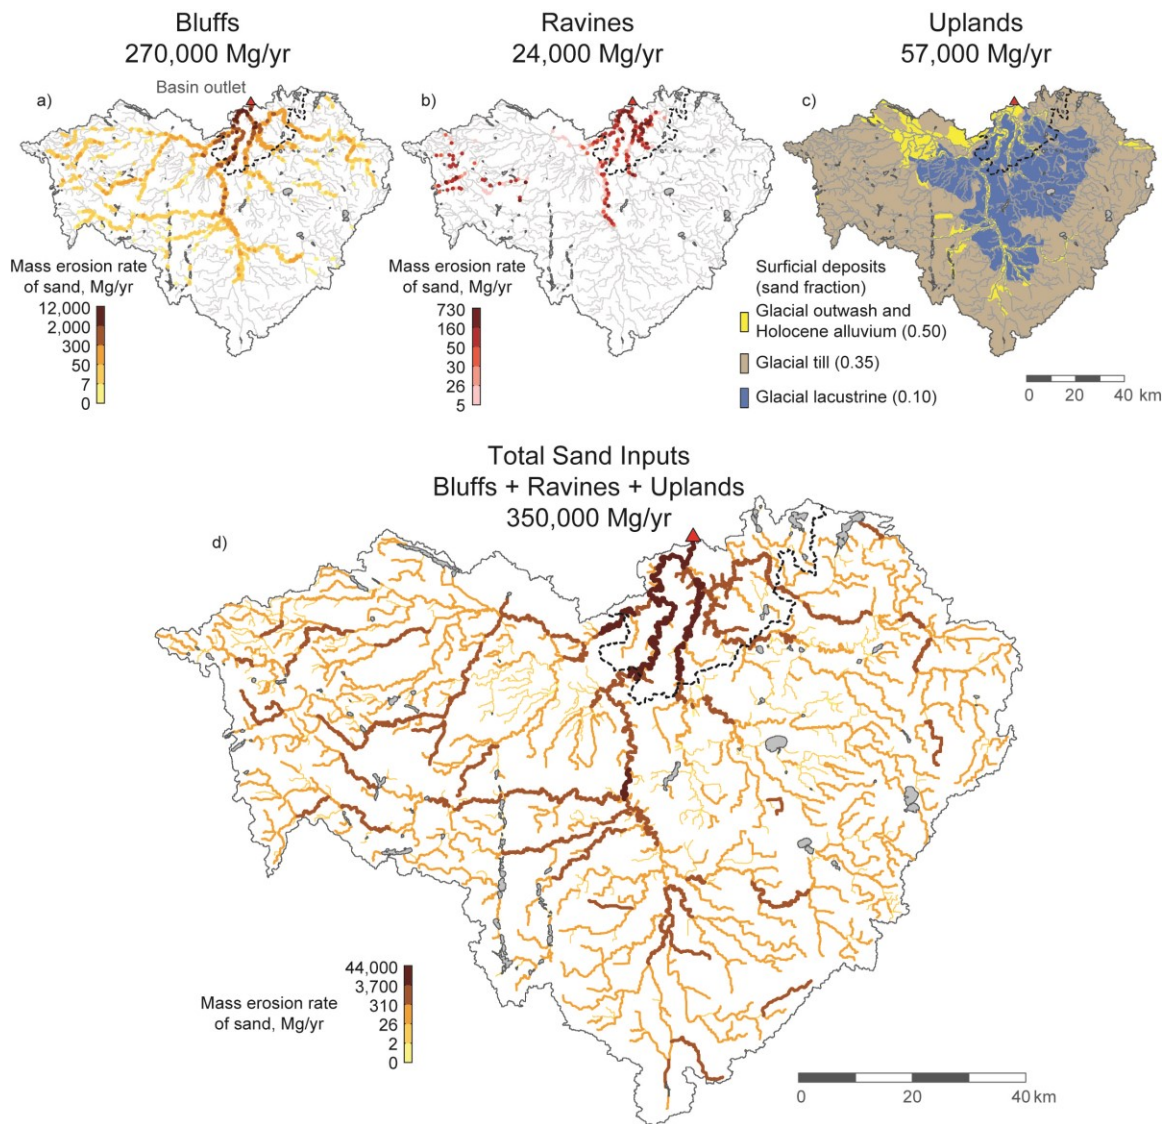 Bluffs
270,000 Mg/yr
Ravines
24,000 Mg/yr
Uplands
57,000 Mg/yr
a)
Basin outlet
b)
c)
Mass erosion rate
of sand, Mg/yr
12,000
2,000
300
50
7
0
Mass erosion rate
of sand, Mg/yr
730
160
50
30
26
5
Surficial deposits
(sand fraction)
Glacial outwash and
Holocene alluvium (0.50)
Glacial till (0.35)
Glacial lacustrine (0.10)
0 20 40 km
Total Sand Inputs
Bluffs + Ravines + Uplands
350,000 Mg/yr
d)
Mass erosion rate
of sand, Mg/yr
44,000
3,700
310
26
2
0
0 20 40 km